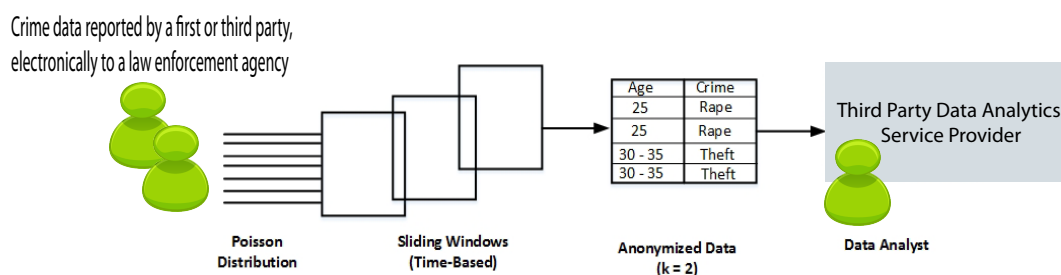 Crime data reported by a first or third party,
electronically to a law enforcement agency
Age Crime
25 Rape
25 Rape
30 - 35 Theft
30 - 35 Theft
Third Party Data Analytics
Service Provider
Poisson
Distribution
Sliding Windows
(Time-Based)
Anonymized Data
(k = 2)
Data Analyst